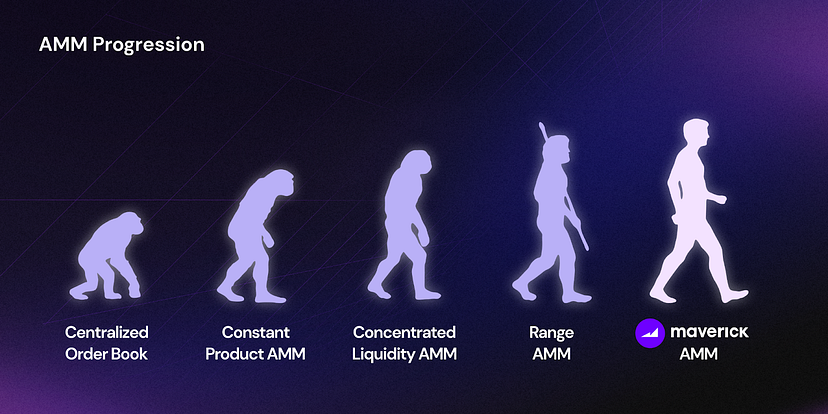 AMM Progression
Centralized
Order Book
Constant
Product AMM
Concentrated
Liquidity AMM
Range
AMM
maverick
AMM